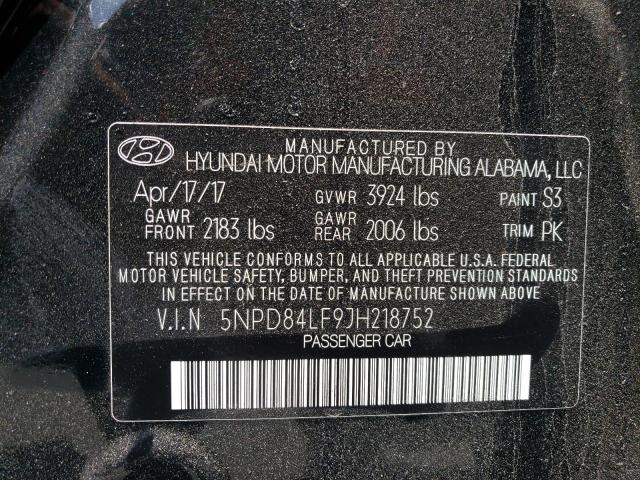 MANUFACTURED BY
HYUNDAI MOTOR MANUFACTURING ALABAMA, LLC
Apr/17/17 GVWR 3924 lbs PAINT S3
GAWR FRONT 2183 lbs GAWR REAR 2006 lbs TRIM PK
THIS VEHICLE CONFORMS TO ALL APPLICABLE U.S.A. FEDERAL
MOTOR VEHICLE SAFETY, BUMPER, AND THEFT PREVENTION STANDARDS
IN EFFECT ON THE DATE OF MANUFACTURE SHOWN ABOVE.
V.I.N 5NPD84LF9JH218752
PASSENGER CAR